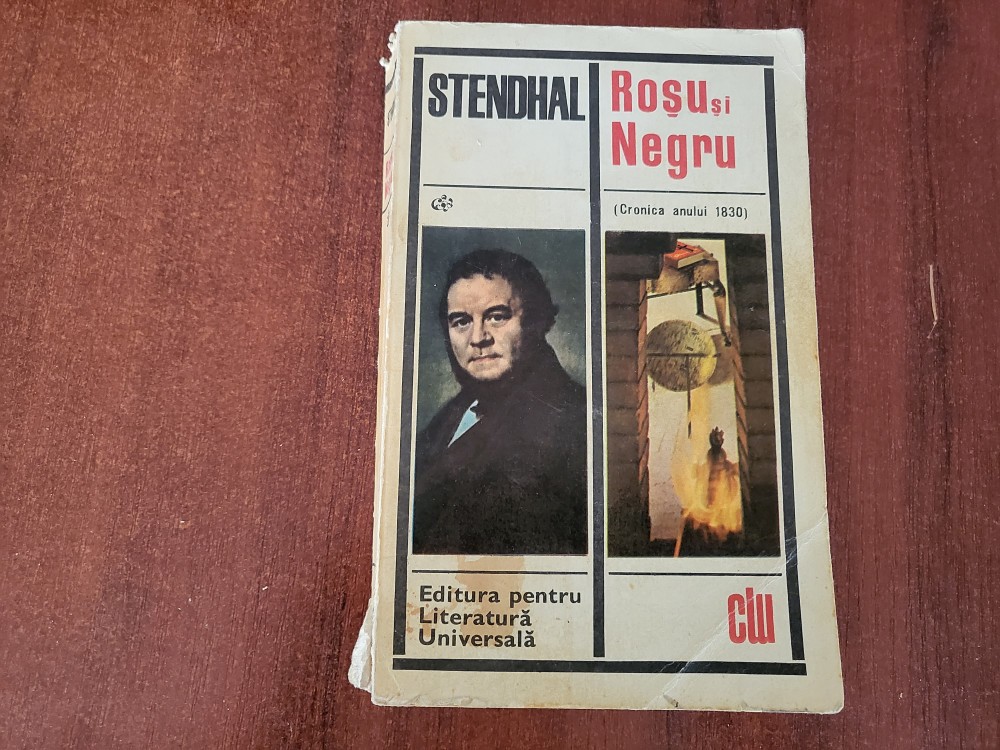 STENDHAL
Roșu și
Negru
(Cronica anului 1830)
Editura pentru
Literatură
Universală
clu